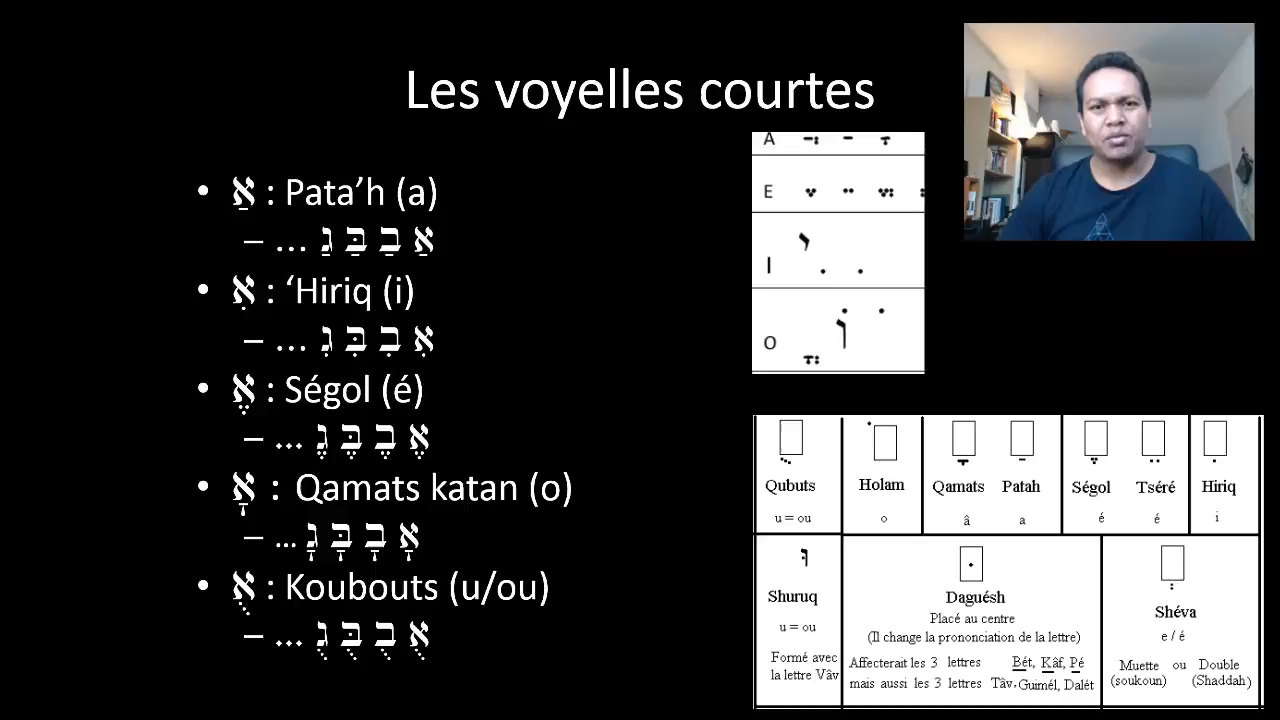 Les voyelles courtes
• אַ : Pata’h (a)
– … אַ בַ בַּ גַ
• אִ : ‘Hiriq (i)
– … אִ בִ בִּ גִ
• אֶ : Ségol (é)
– … אֶ בֶ בֶּ גֶ
• אָ : Qamats katan (o)
– … אָ בָ בָּ גָ
• אֻ : Koubouts (u/ou)
– … אֻ בֻ בֻּ גֻ
A
E
I י
O וֹ
Qubuts Holam Qamats Patah Ségol Tséré Hiriq
u = ou o â a é é i
וּ
Shuruq
u = ou
Formé avec
la lettre Vâv
Daguésh
Placé au centre
(Il change la prononciation de la lettre)
Affecterait les 3 lettres Bét, Kâf, Pé
mais aussi les 3 lettres Tâv, Guimél, Dalét
Shéva
e / é
Muette ou Double
(soukoun) (Shaddah)